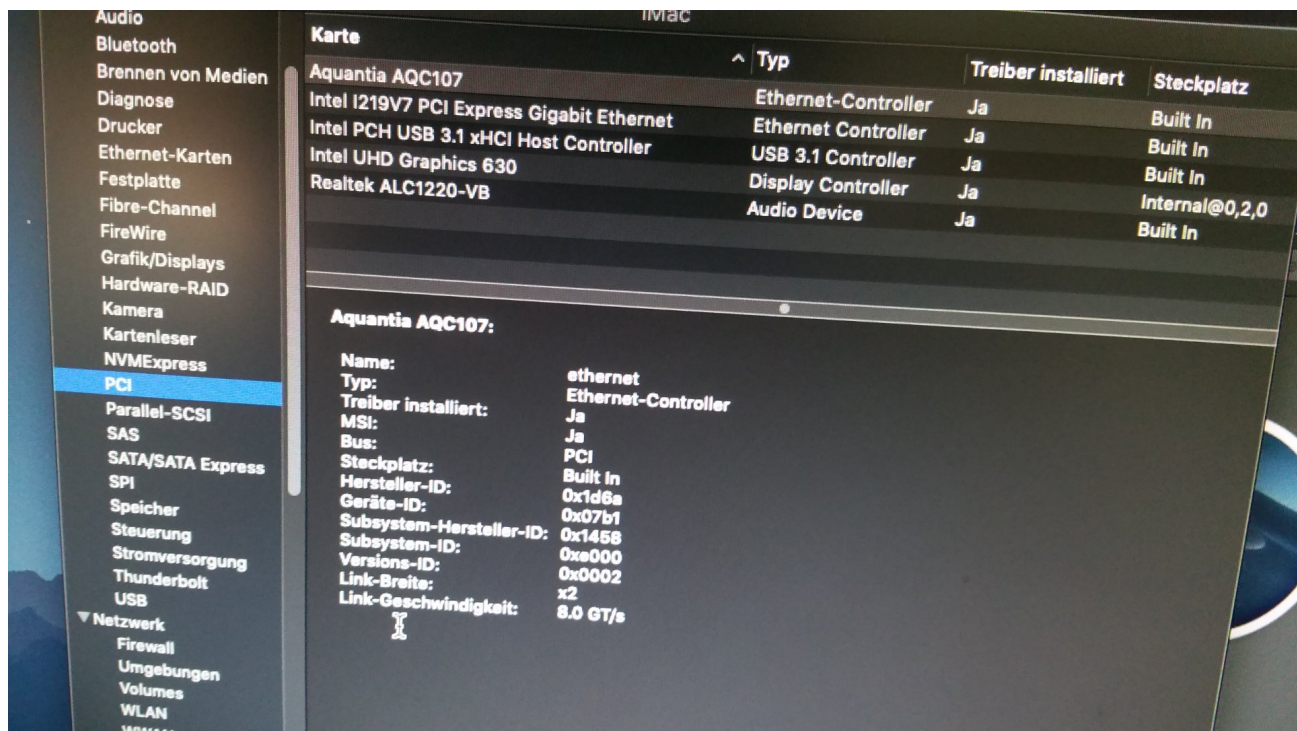 iMac
Audio
Bluetooth
Brennen von Medien
Diagnose
Drucker
Ethernet-Karten
Festplatte
Fibre-Channel
FireWire
Grafik/Displays
Hardware-RAID
Kamera
Kartenleser
NVMExpress
PCI
Parallel-SCSI
SAS
SATA/SATA Express
SPI
Speicher
Steuerung
Stromversorgung
Thunderbolt
USB
Netzwerk
Firewall
Umgebungen
Volumes
WLAN
Karte Typ Treiber installiert Steckplatz
Aquantia AQC107 Ethernet-Controller Ja Built In
Intel I219V7 PCI Express Gigabit Ethernet Ethernet Controller Ja Built In
Intel PCH USB 3.1 xHCI Host Controller USB 3.1 Controller Ja Built In
Intel UHD Graphics 630 Display Controller Ja Internal@0,2,0
Realtek ALC1220-VB Audio Device Ja Built In
Aquantia AQC107:
Name: ethernet
Typ: Ethernet-Controller
Treiber installiert: Ja
MSI: Ja
Bus: PCI
Steckplatz: Built In
Hersteller-ID: 0x1d6a
Geräte-ID: 0x07b1
Subsystem-Hersteller-ID: 0x1458
Subsystem-ID: 0xe000
Versions-ID: 0x0002
Link-Breite: x2
Link-Geschwindigkeit: 8.0 GT/s